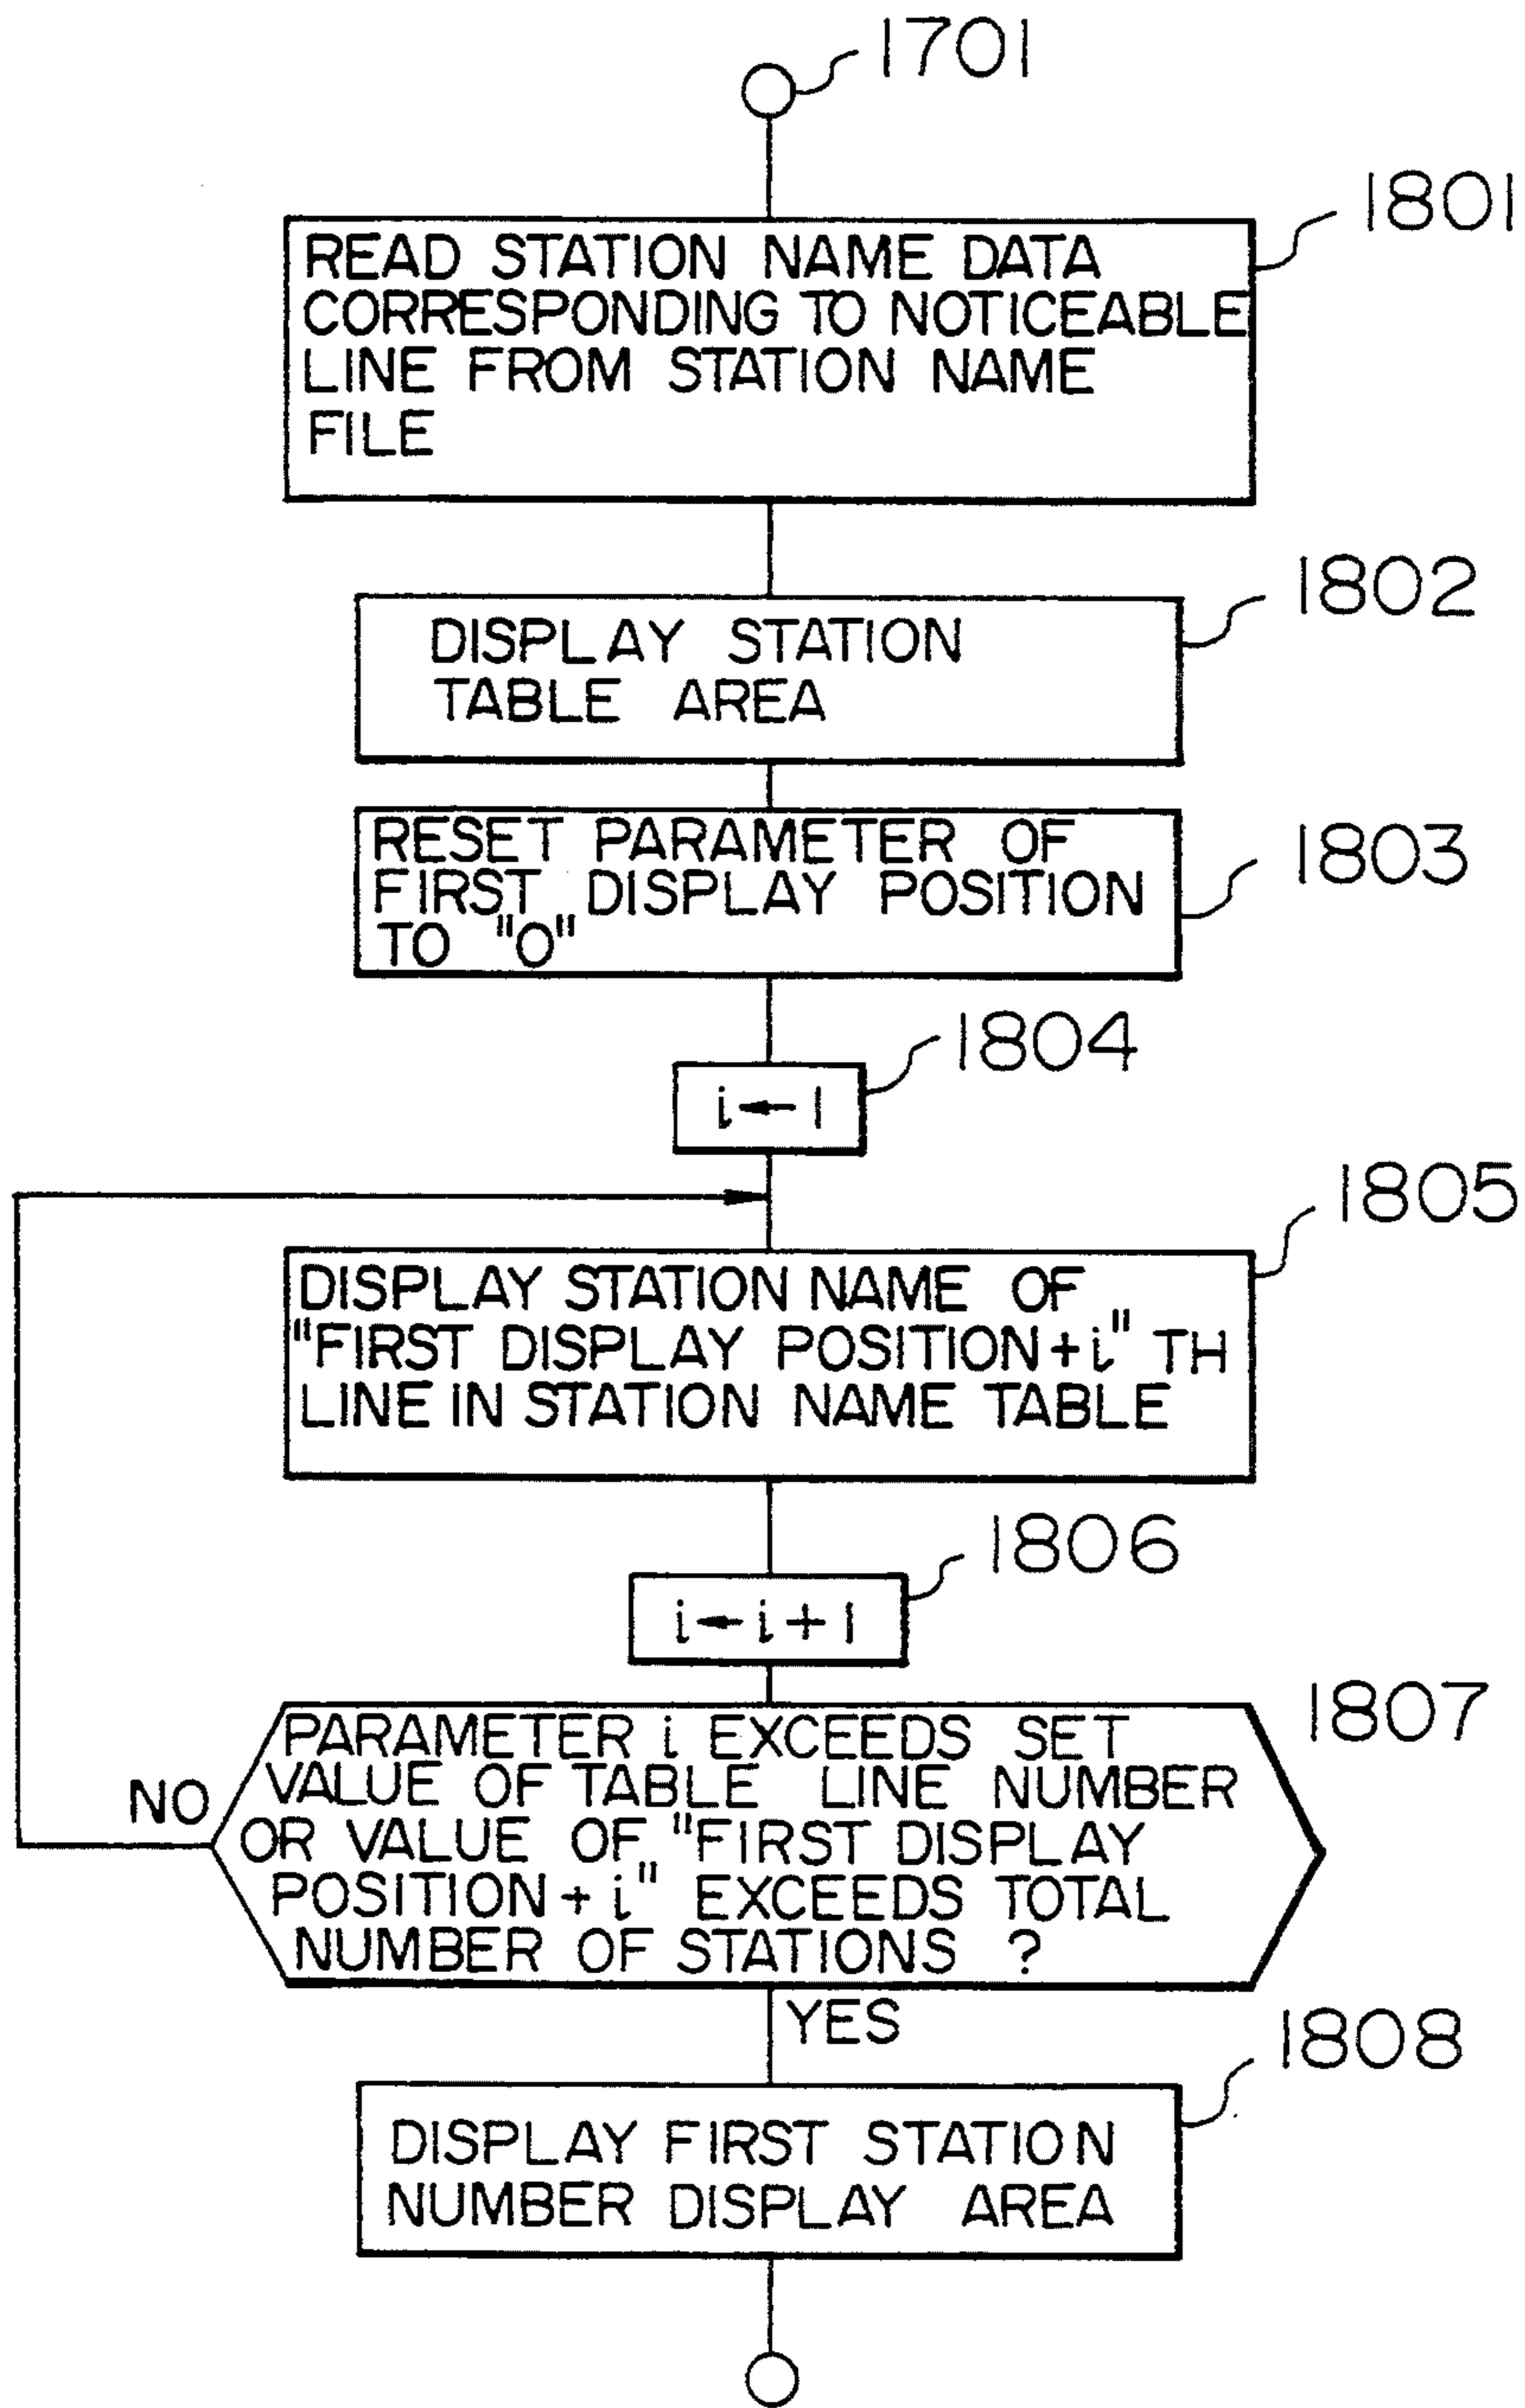 1701
1801
READ STATION NAME DATA
CORRESPONDING TO NOTICEABLE
LINE FROM STATION NAME
FILE
1802
DISPLAY STATION
TABLE AREA
1803
RESET PARAMETER OF
FIRST DISPLAY POSITION
TO "0"
1804
i←1
1805
DISPLAY STATION NAME OF
"FIRST DISPLAY POSITION+i" TH
LINE IN STATION NAME TABLE
1806
i←i+1
1807
PARAMETER i EXCEEDS SET
VALUE OF TABLE LINE NUMBER
OR VALUE OF "FIRST DISPLAY
POSITION+i" EXCEEDS TOTAL
NUMBER OF STATIONS ?
NO
YES
1808
DISPLAY FIRST STATION
NUMBER DISPLAY AREA